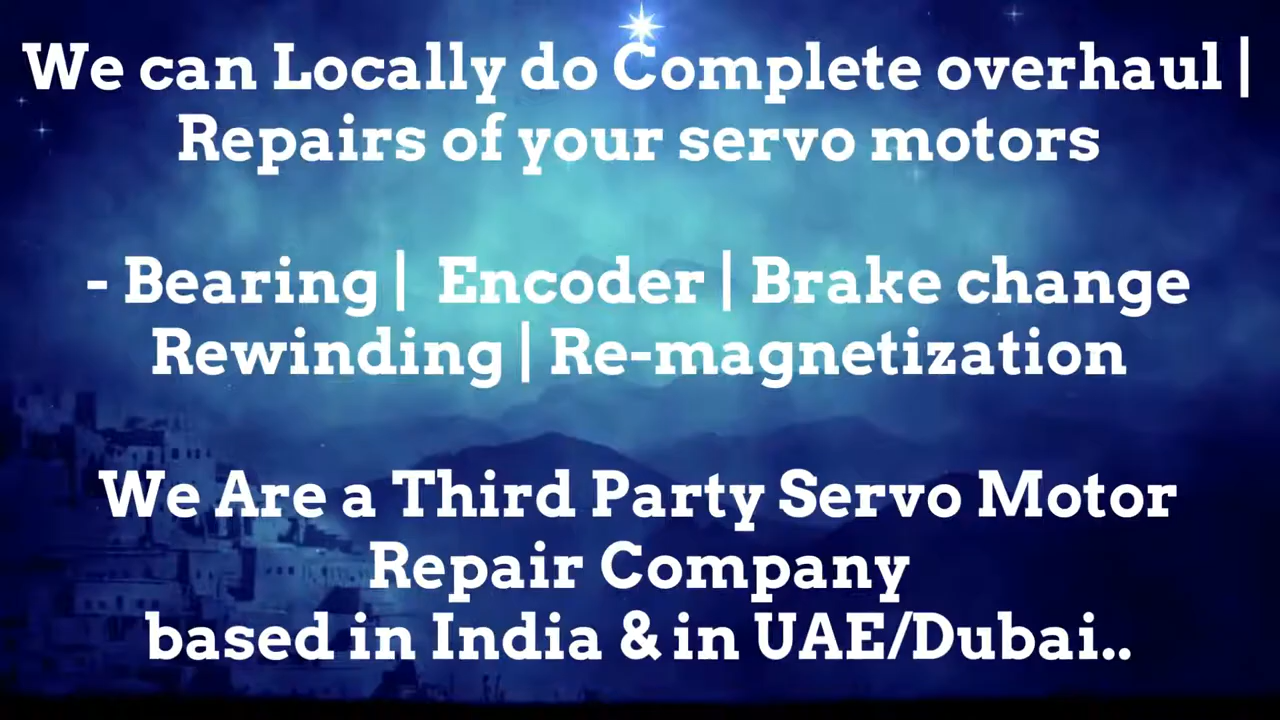 We can Locally do Complete overhaul |
Repairs of your servo motors
- Bearing | Encoder | Brake change
Rewinding | Re-magnetization
We Are a Third Party Servo Motor
Repair Company
based in India & in UAE/Dubai..